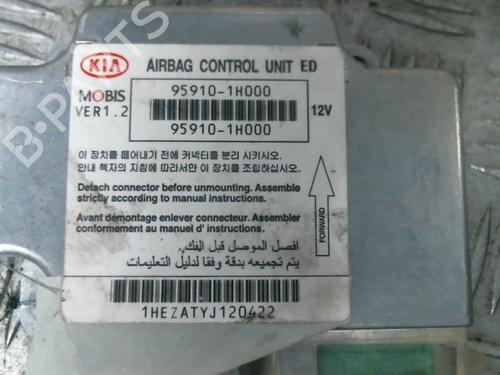 KIA AIRBAG CONTROL UNIT ED
MOBIS 95910-1H000
VER1.2 12V
95910-1H000
이 장치를 떼어내기 전에 커넥터를 분리 시키시오.
안내 책자의 지침에 따라서만 이 장치를 조립하십시오.
Detach connector before unmounting. Assemble
strictly according to manual instructions.
Avant démontage enlever connecteur. Assembler
conformement au manuel d' instructions.
FORWARD
افصل الموصل قبل الفك.
يتم تجميعه بدقة وفقا لدليل التعليمات
1HEZATYJ120422
B-PARTS